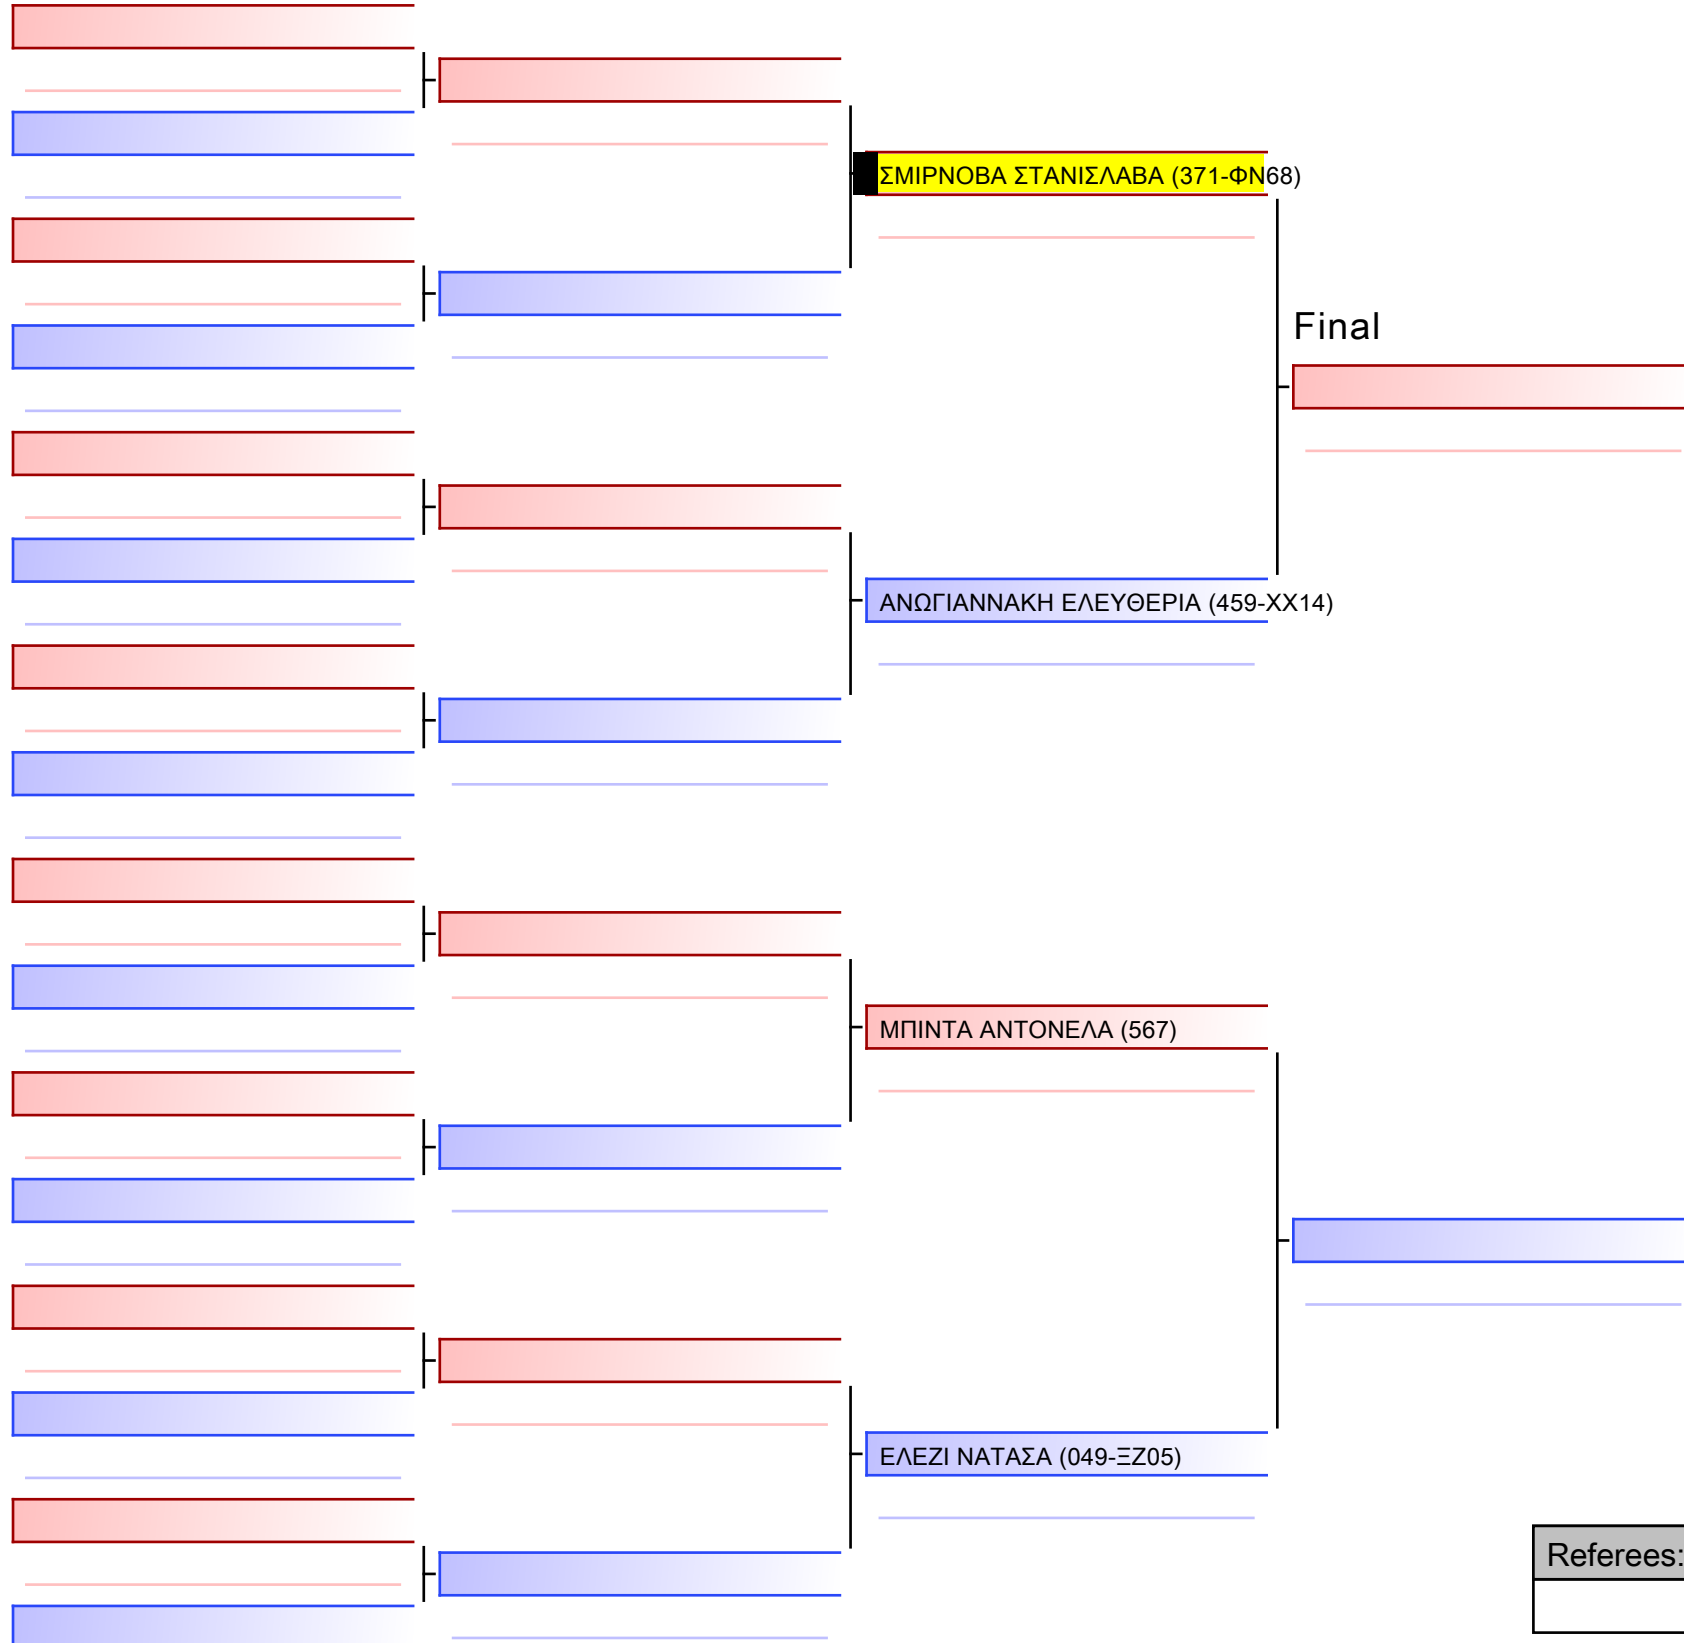 ΣΜΙΡΝΟΒΑ ΣΤΑΝΙΣΛΑΒΑ (371-ΦΝ68)
Final
ΑΝΩΓΙΑΝΝΑΚΗ ΕΛΕΥΘΕΡΙΑ (459-ΧΧ14)
ΜΠΙΝΤΑ ΑΝΤΟΝΕΛΑ (567)
ΕΛΕΖΙ ΝΑΤΑΣΑ (049-ΞΖ05)
Referees: